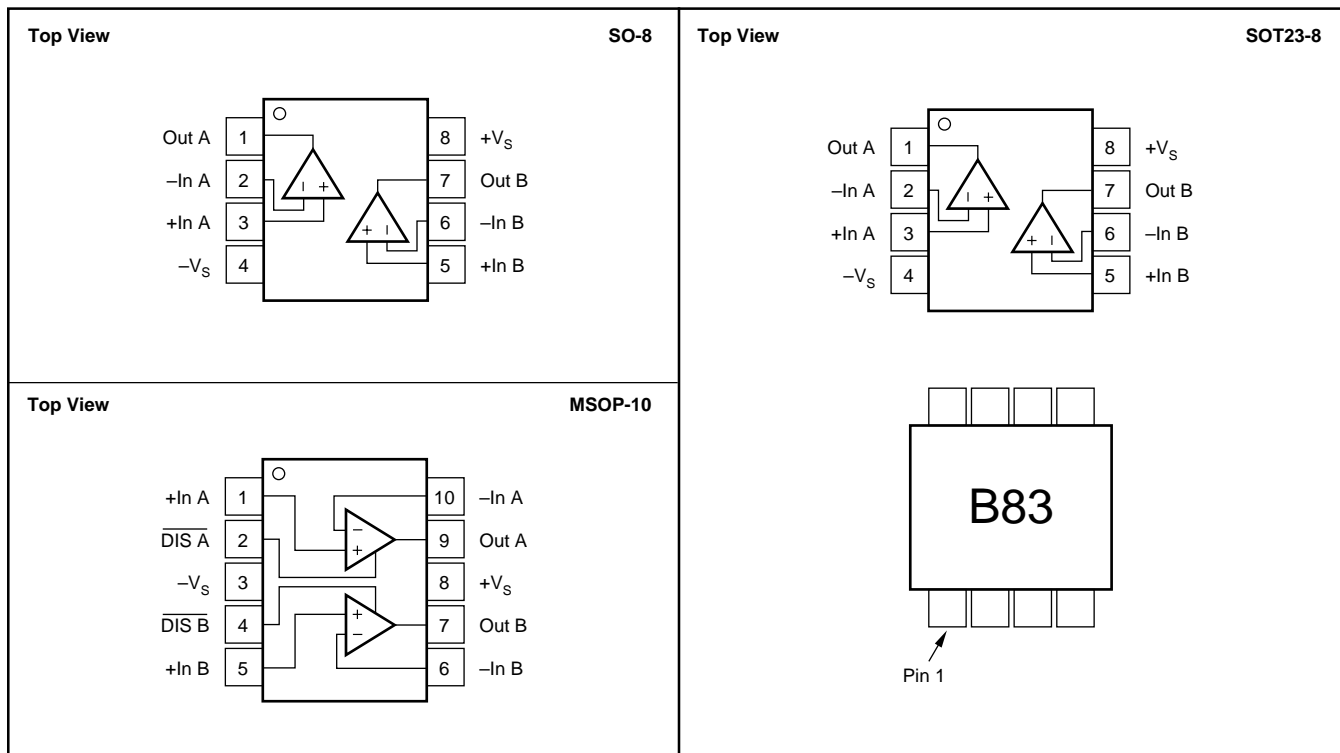 Top View SO-8
Out A 1 8 +VS
–In A 2 7 Out B
+In A 3 6 –In B
–VS 4 5 +In B
– +
+ –
Top View MSOP-10
+In A 1 10 –In A
DIS A 2 9 Out A
–VS 3 8 +VS
DIS B 4 7 Out B
+In B 5 6 –In B
–
+
+
–
Top View SOT23-8
Out A 1 8 +VS
–In A 2 7 Out B
+In A 3 6 –In B
–VS 4 5 +In B
– +
+ –
B83
Pin 1